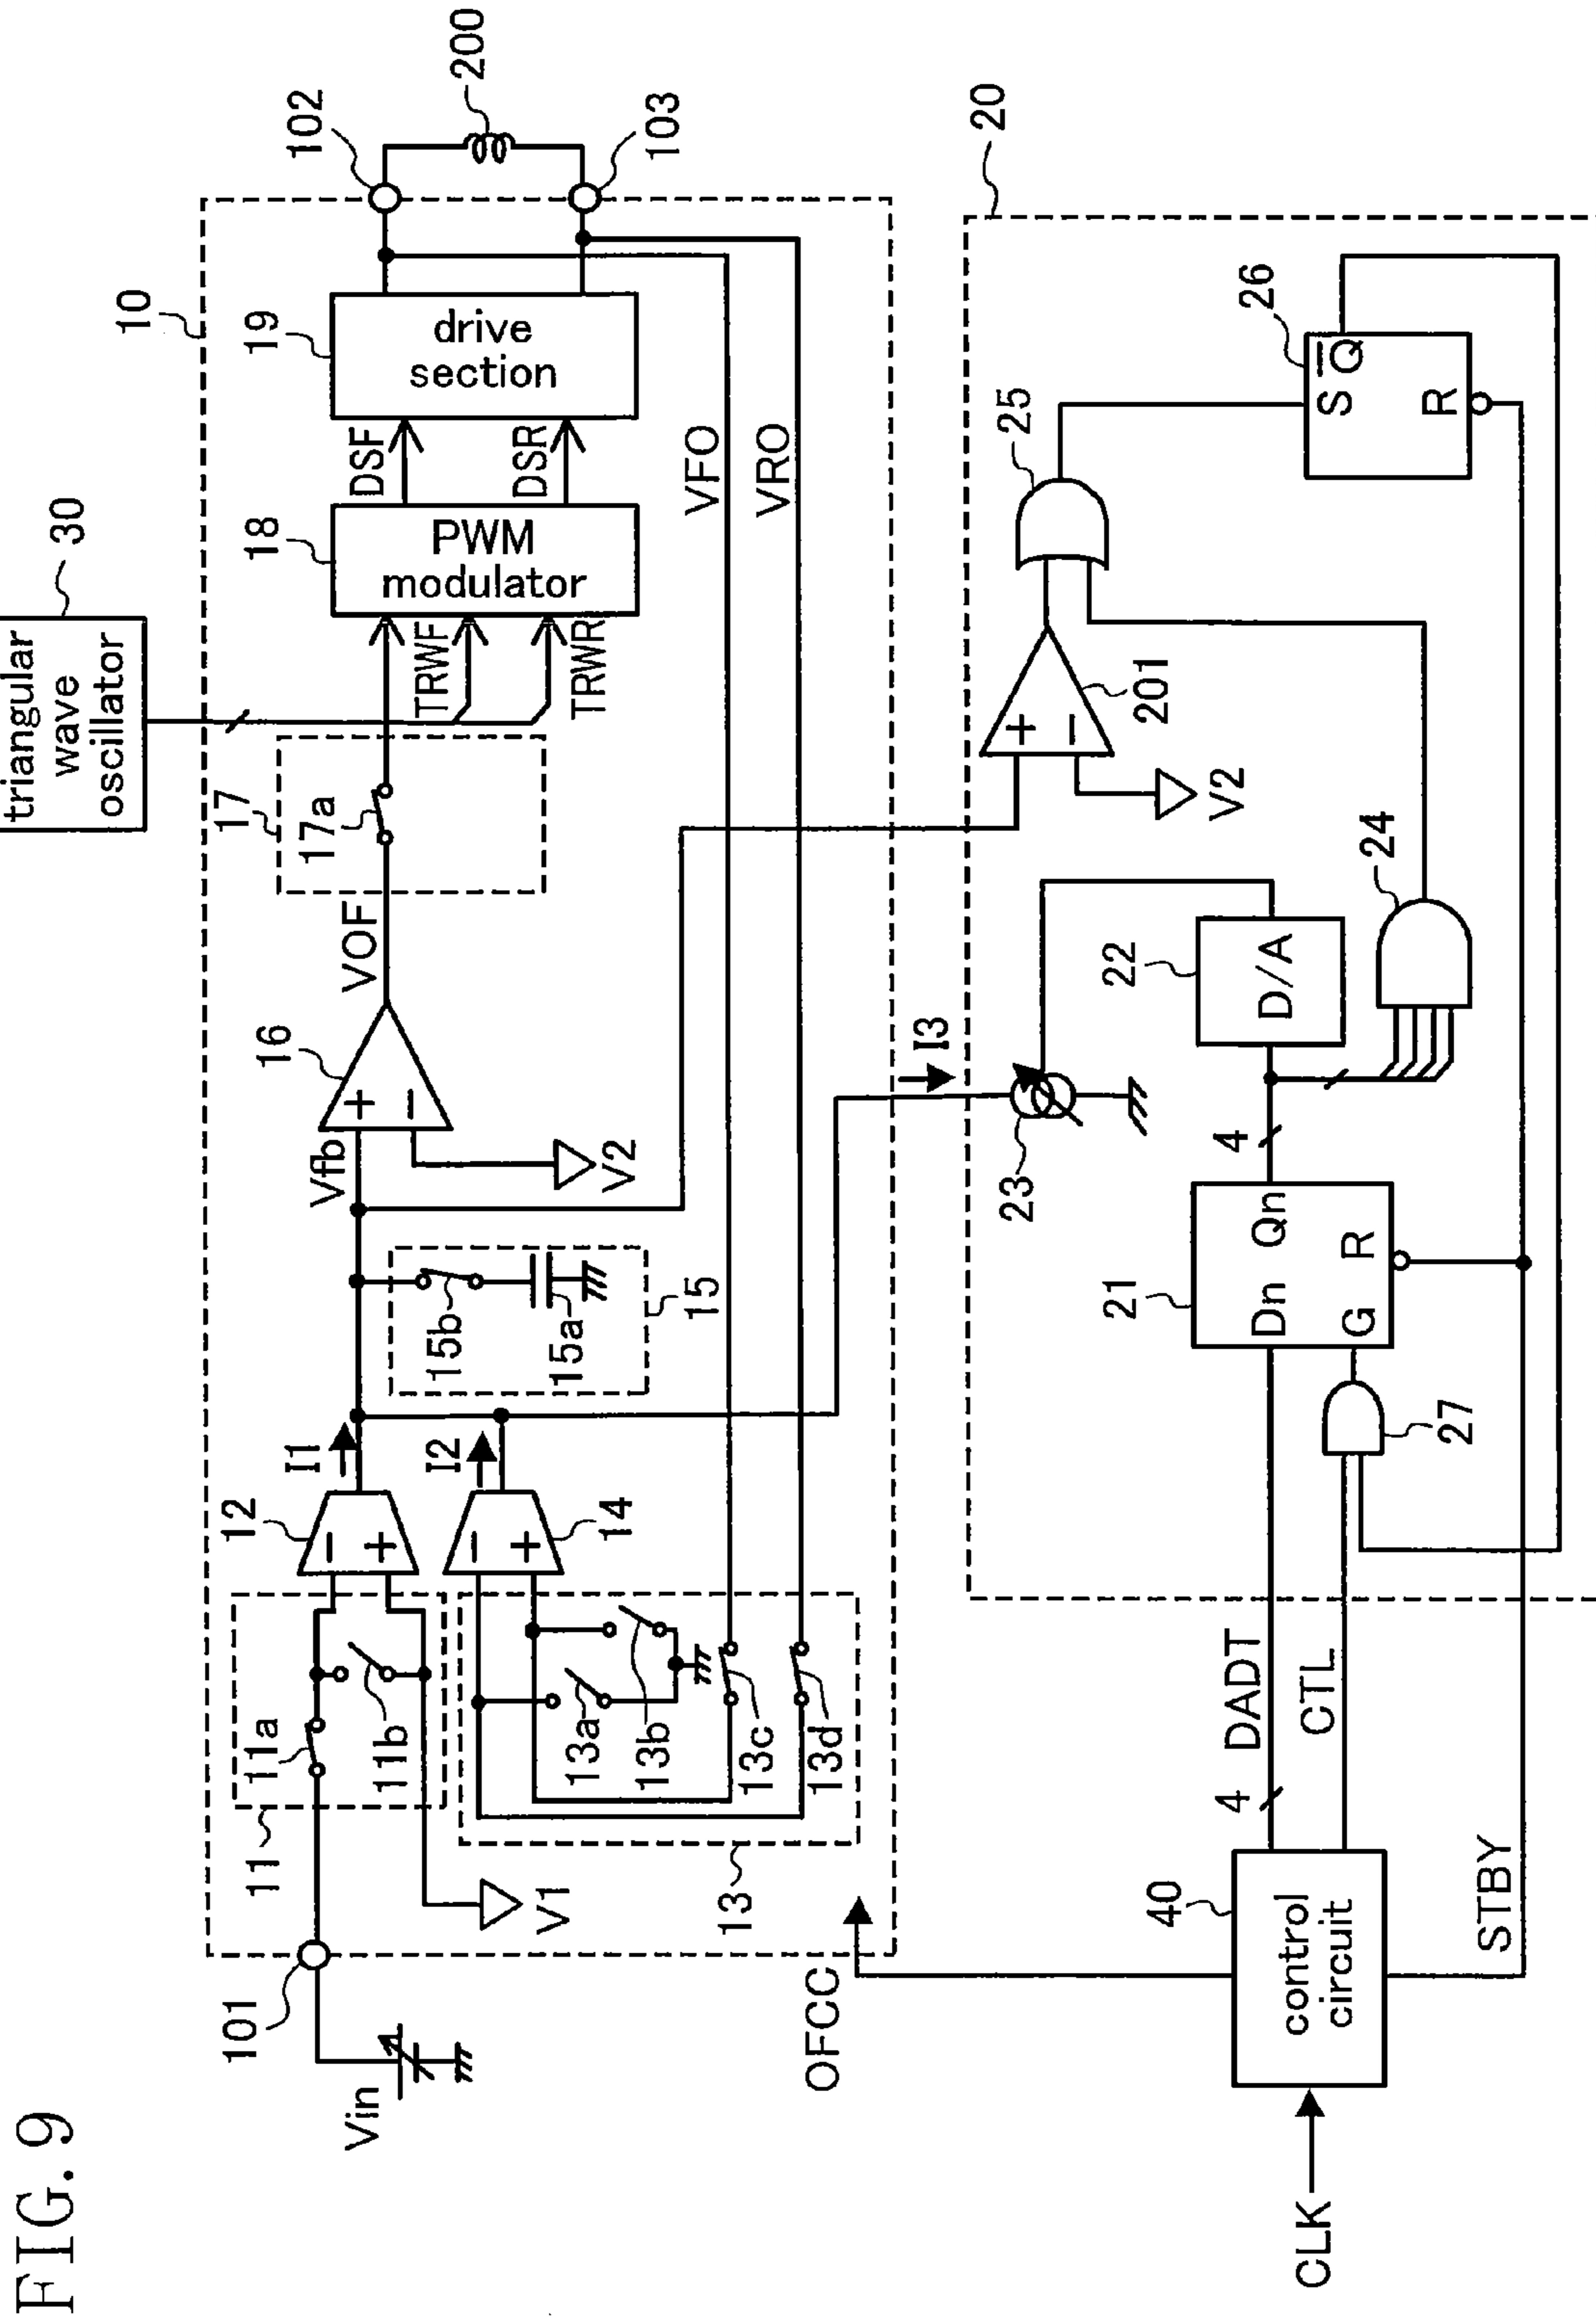 FIG. 9
triangular
wave
oscillator
30
10
Vin
101
11
11a
11b
V1
12
I1
13
13a
13b
13c
13d
14
I2
15
15a
15b
Vfb
16
V2
VOF
17
17a
TRWF
TRWR
18
PWM
modulator
DSF
DSR
19
drive
section
102
103
200
VFO
VRO
I3
20
CLK
40
control
circuit
OFCC
DADT
4
CTL
STBY
27
21
Dn
Qn
G
R
4
23
22
D/A
24
V2
201
25
26
S
Q̅
R